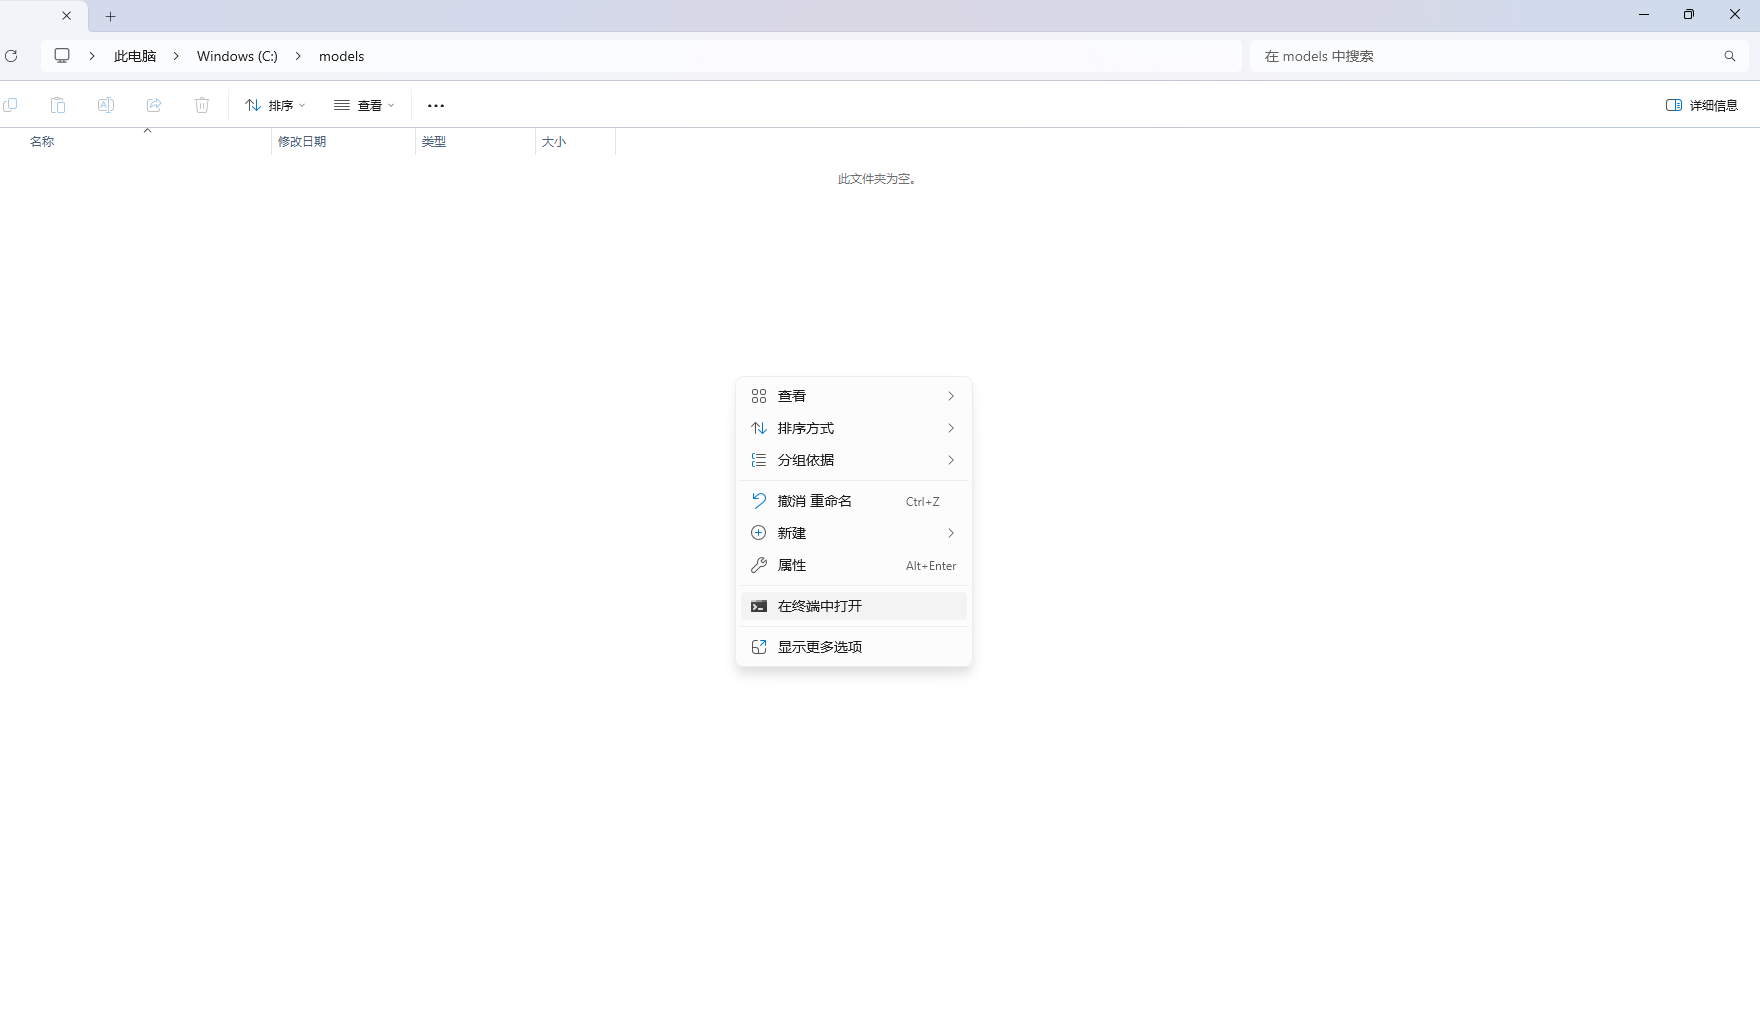 此电脑 Windows (C:) models
在 models 中搜索
排序 查看 详细信息
名称 修改日期 类型 大小
此文件夹为空。
查看
排序方式
分组依据
撤消 重命名 Ctrl+Z
新建
属性 Alt+Enter
在终端中打开
显示更多选项